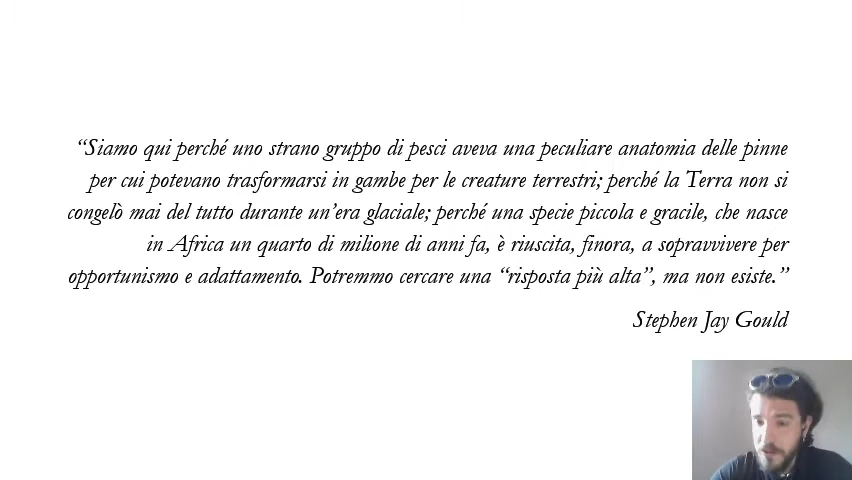 “Siamo qui perché uno strano gruppo di pesci aveva una peculiare anatomia delle pinne
per cui potevano trasformarsi in gambe per le creature terrestri; perché la Terra non si
congelò mai del tutto durante un’era glaciale; perché una specie piccola e gracile, che nasce
in Africa un quarto di milione di anni fa, è riuscita, finora, a sopravvivere per
opportunismo e adattamento. Potremmo cercare una “risposta più alta”, ma non esiste.”
Stephen Jay Gould